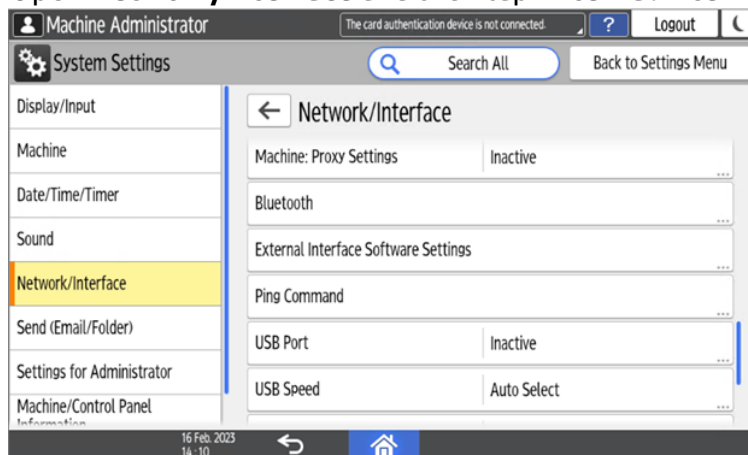 Machine Administrator
The card authentication device is not connected.
?
Logout
System Settings
Search All
Back to Settings Menu
Display/Input
Machine
Date/Time/Timer
Sound
Network/Interface
Send (Email/Folder)
Settings for Administrator
Machine/Control Panel
Information
Network/Interface
Machine: Proxy Settings Inactive
...
Bluetooth
...
External Interface Software Settings
...
Ping Command
...
USB Port Inactive
...
USB Speed Auto Select
...
16 Feb. 2023
14:10